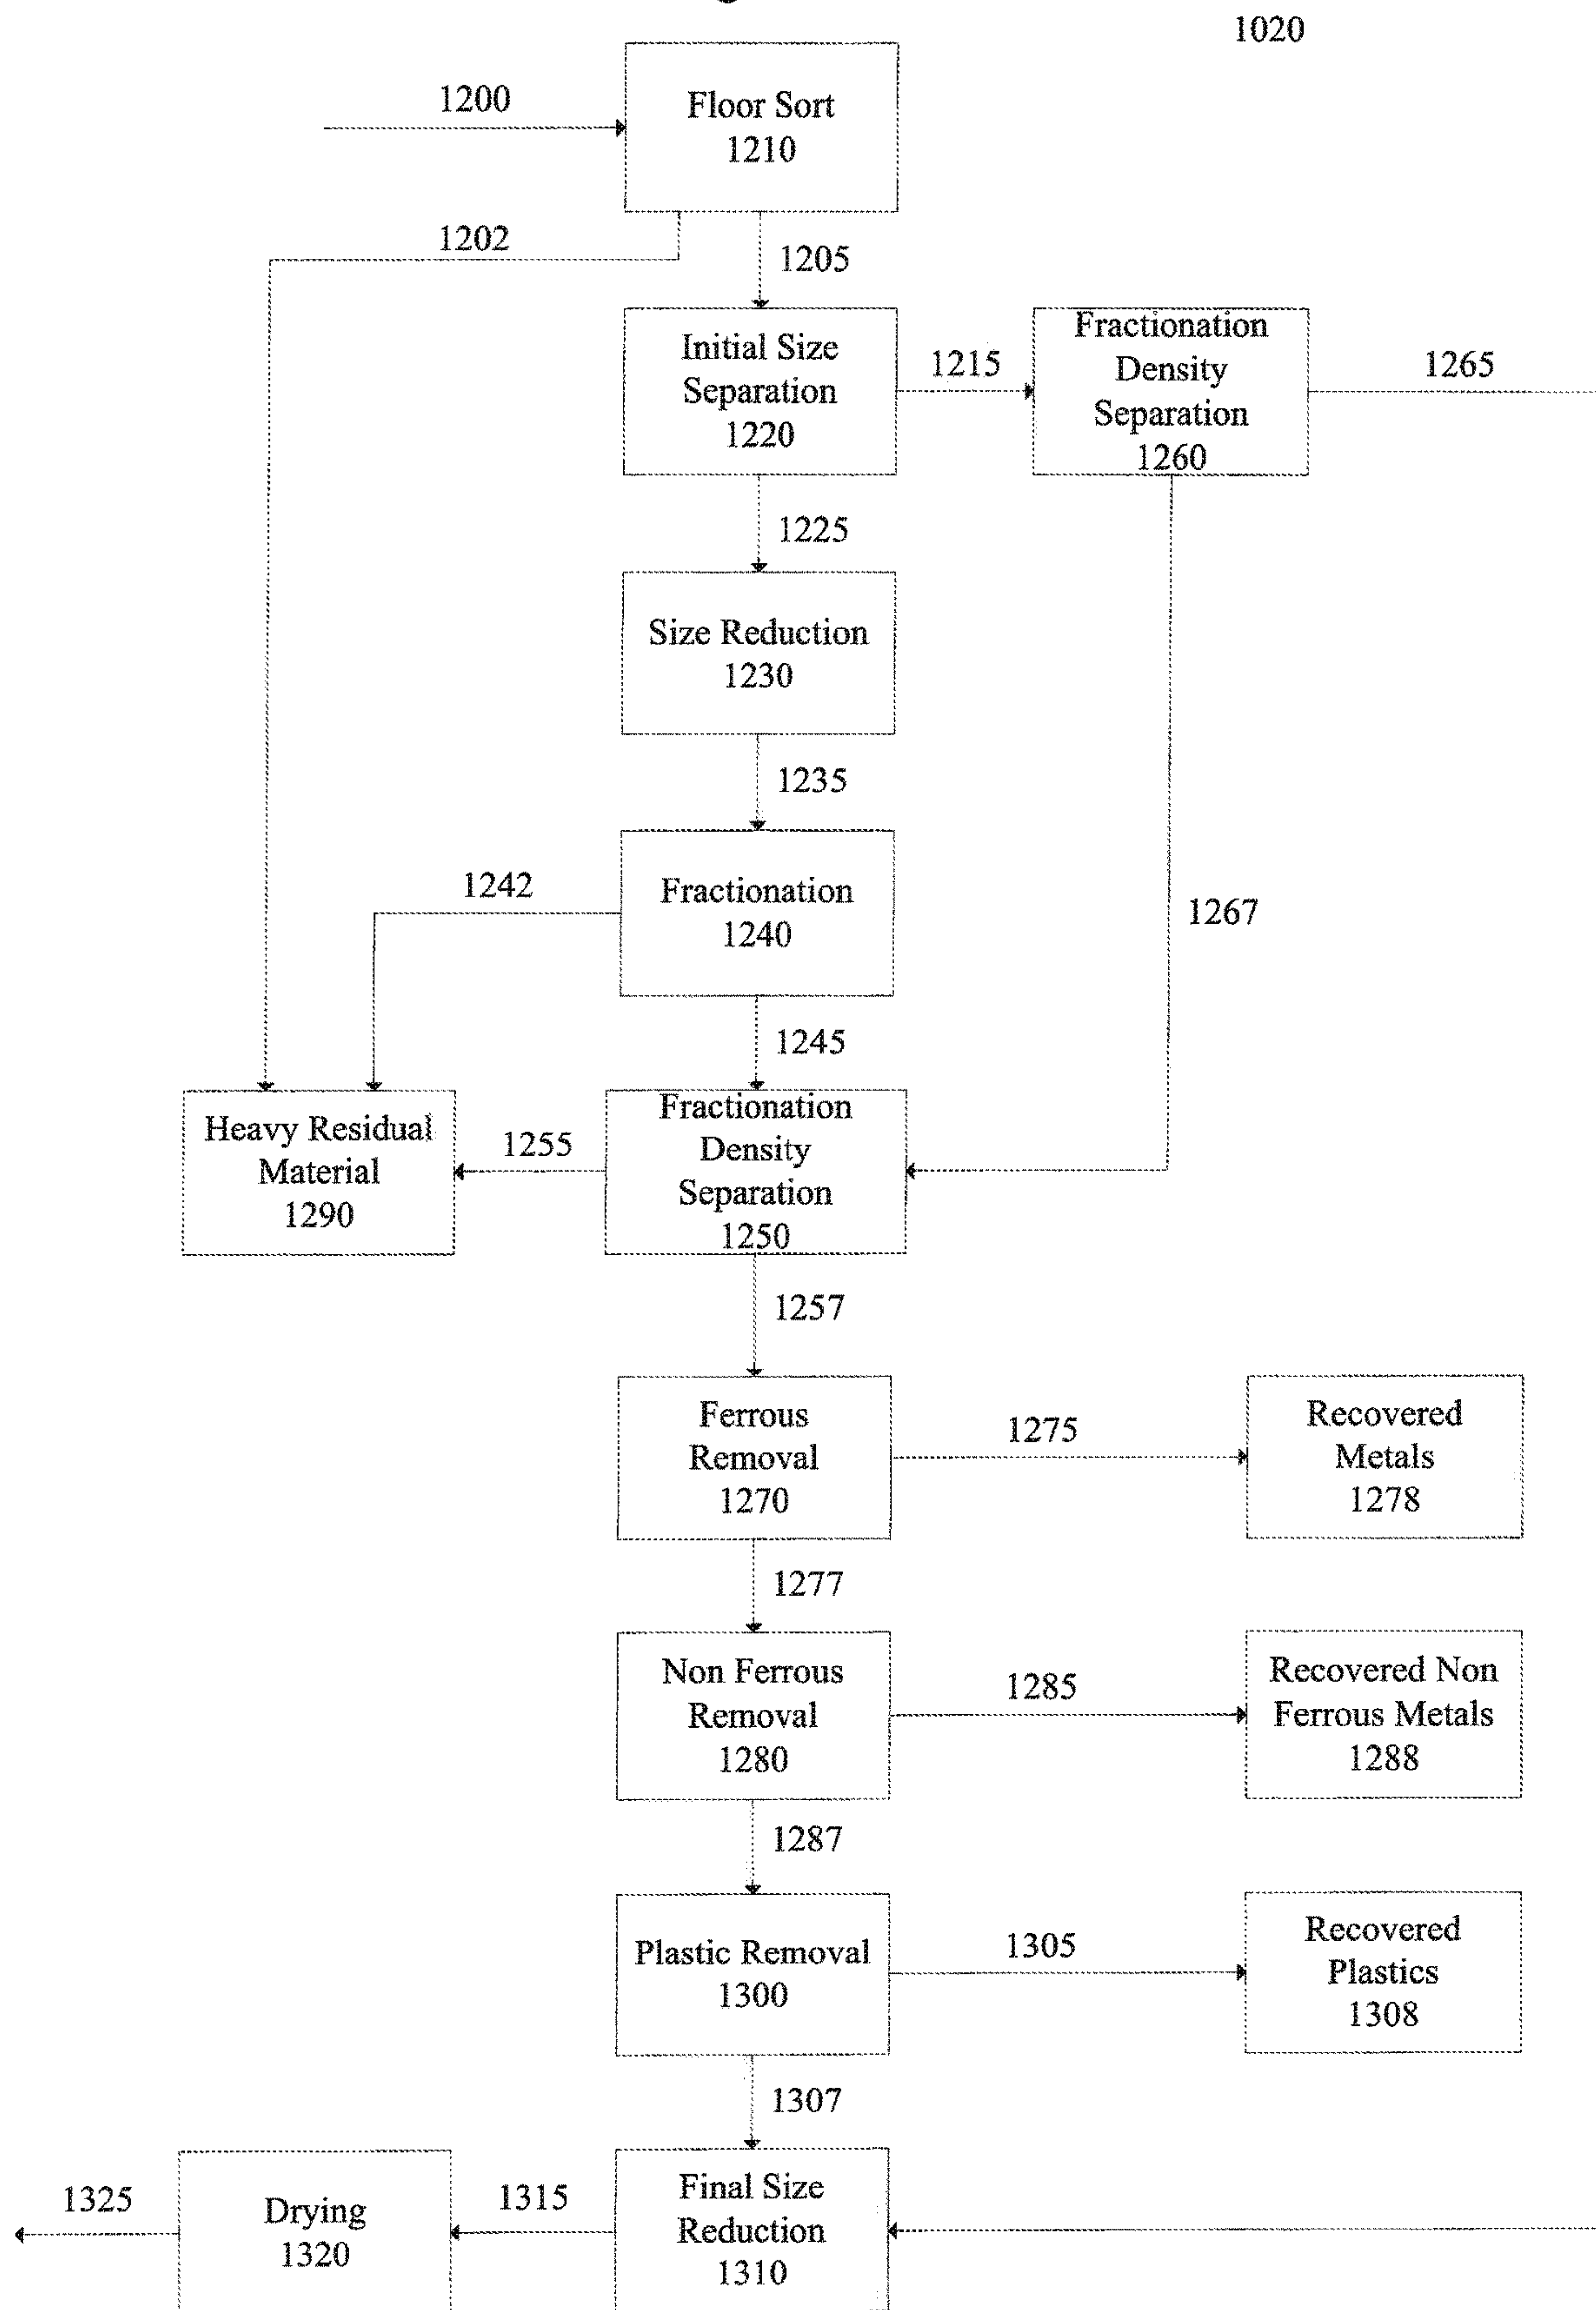 1020
1200
Floor Sort
1210
1202
1205
Initial Size
Separation
1220
1215
Fractionation
Density
Separation
1260
1265
1225
Size Reduction
1230
1235
1242
Fractionation
1240
1267
1245
Heavy Residual
Material
1290
1255
Fractionation
Density
Separation
1250
1257
Ferrous
Removal
1270
1275
Recovered
Metals
1278
1277
Non Ferrous
Removal
1280
1285
Recovered Non
Ferrous Metals
1288
1287
Plastic Removal
1300
1305
Recovered
Plastics
1308
1307
1325
Drying
1320
1315
Final Size
Reduction
1310